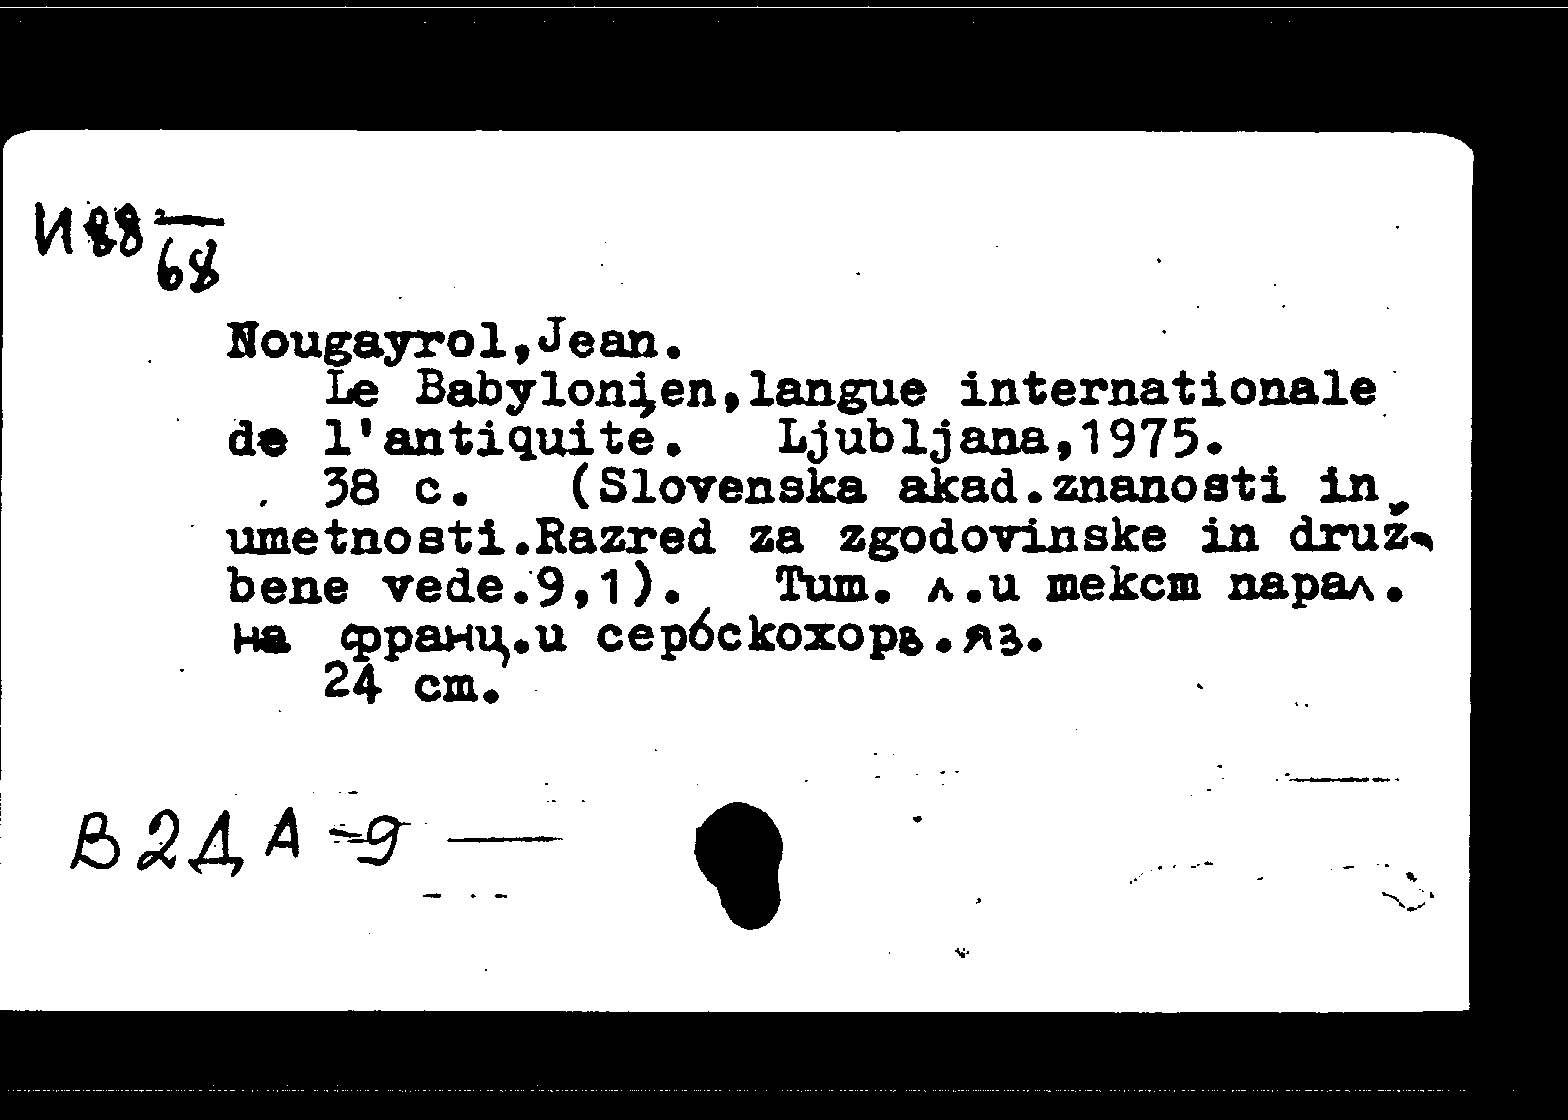 И88
68
Nougayrol,Jean.
Le Babylonien,langue internationale
de l'antiquité. Ljubljana,1975.
38 c. (Slovenska akad.znanosti in
umetnosti.Razred za zgodovinske in druž-
bene vede.9,1). Тит. л.и текст парал.
на франц.и сербскохорв.яз.
24 cm.
В2ДА-9